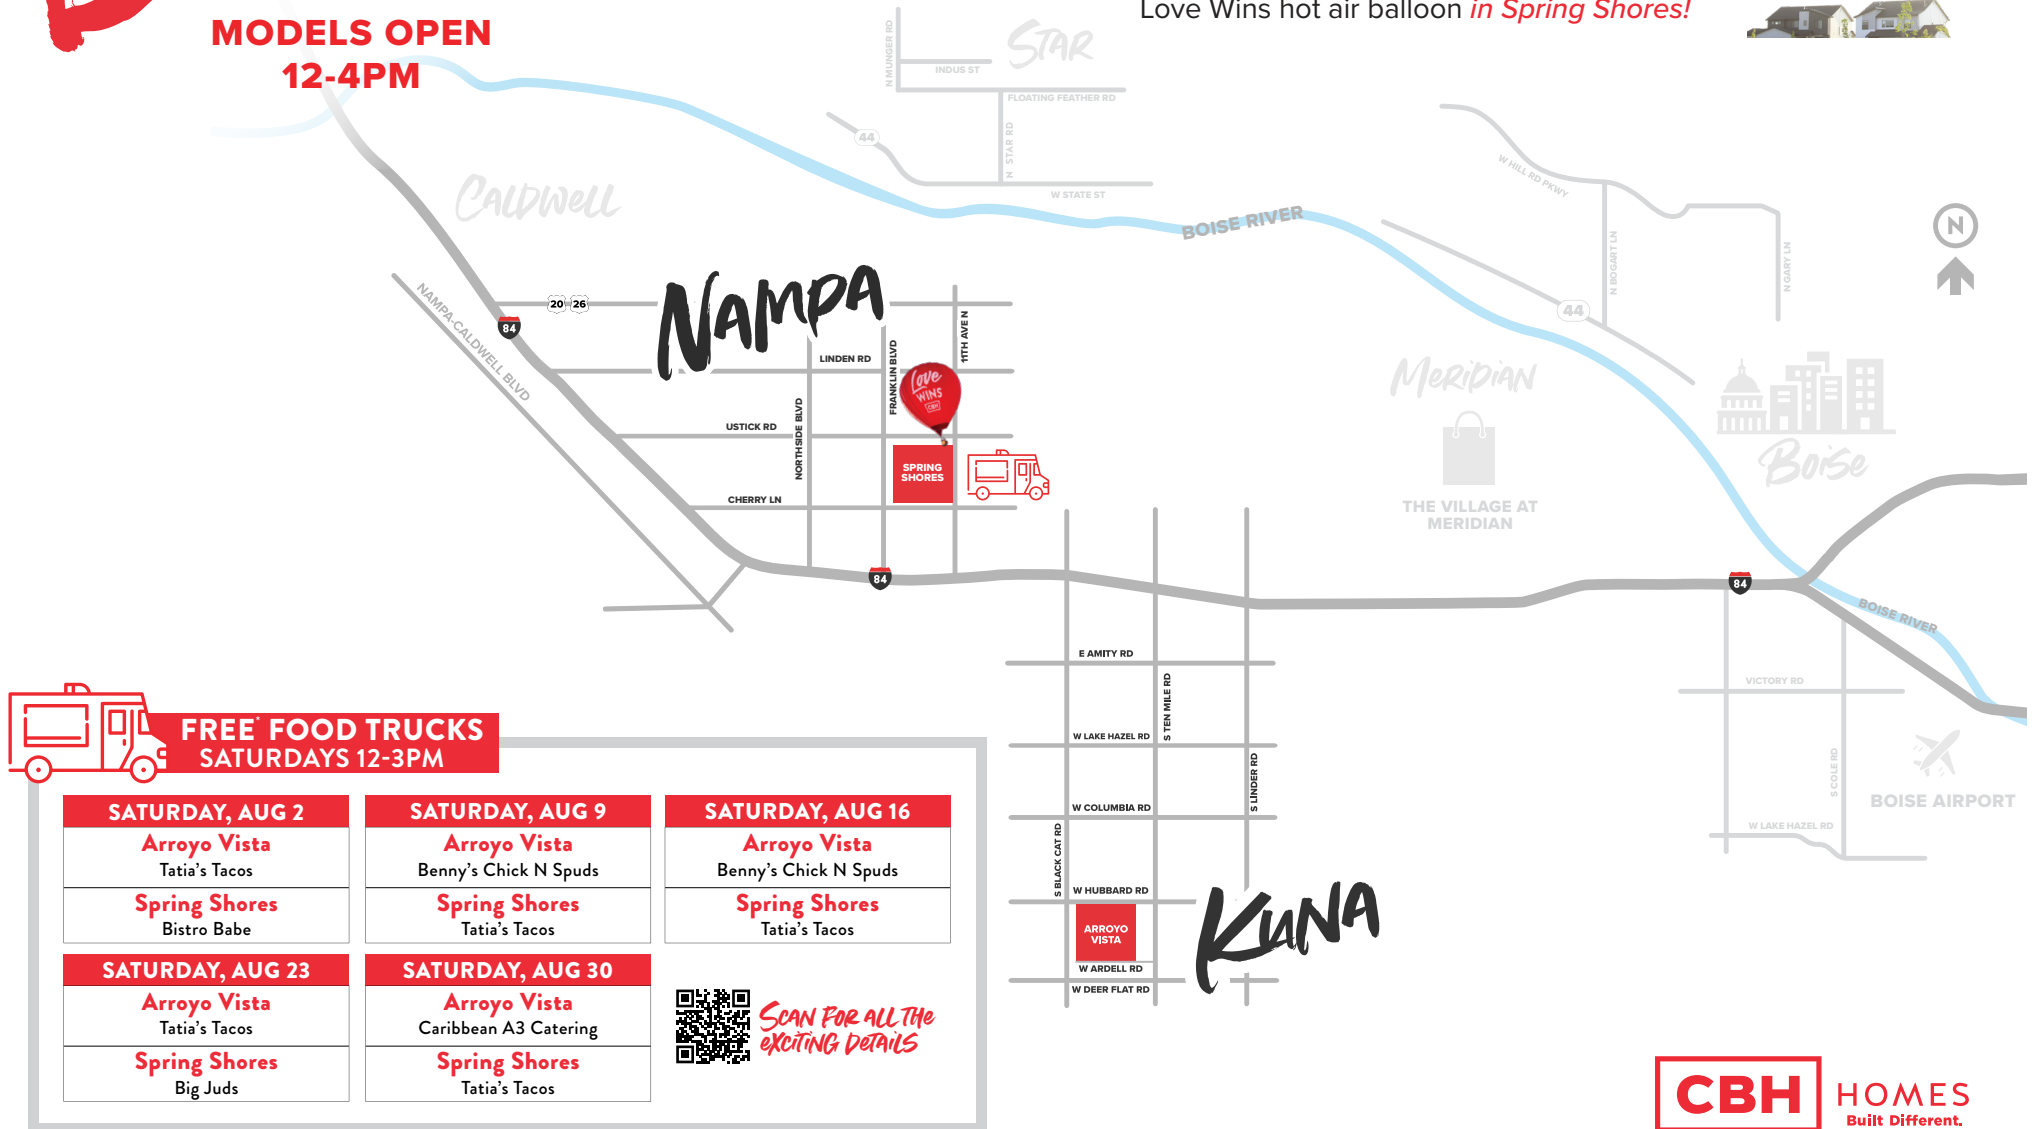 Love Wins hot air balloon in Spring Shores!
MODELS OPEN
12-4PM
STAR
N MUNGER RD
INDUS ST
FLOATING FEATHER RD
44
N STAR RD
W STATE ST
CALDWELL
BOISE RIVER
W HILL RD PKWY
N BOGART LN
N GARY LN
N
44
NAMPA
20 26
84
NAMPA-CALDWELL BLVD
LINDEN RD
FRANKLIN BLVD
11TH AVE N
Love
WINS
CBH
USTICK RD
NORTHSIDE BLVD
SPRING
SHORES
CHERRY LN
84
MERIDIAN
THE VILLAGE AT
MERIDIAN
Boise
84
BOISE RIVER
E AMITY RD
S TEN MILE RD
W LAKE HAZEL RD
S LINDER RD
W COLUMBIA RD
S BLACK CAT RD
W HUBBARD RD
ARROYO
VISTA
W ARDELL RD
W DEER FLAT RD
KUNA
VICTORY RD
S COLE RD
W LAKE HAZEL RD
BOISE AIRPORT
FREE* FOOD TRUCKS
SATURDAYS 12-3PM
SATURDAY, AUG 2
Arroyo Vista
Tatia's Tacos
Spring Shores
Bistro Babe
SATURDAY, AUG 9
Arroyo Vista
Benny's Chick N Spuds
Spring Shores
Tatia's Tacos
SATURDAY, AUG 16
Arroyo Vista
Benny's Chick N Spuds
Spring Shores
Tatia's Tacos
SATURDAY, AUG 23
Arroyo Vista
Tatia's Tacos
Spring Shores
Big Juds
SATURDAY, AUG 30
Arroyo Vista
Caribbean A3 Catering
Spring Shores
Tatia's Tacos
SCAN FOR ALL THE
EXCITING DETAILS
CBH HOMES
Built Different.